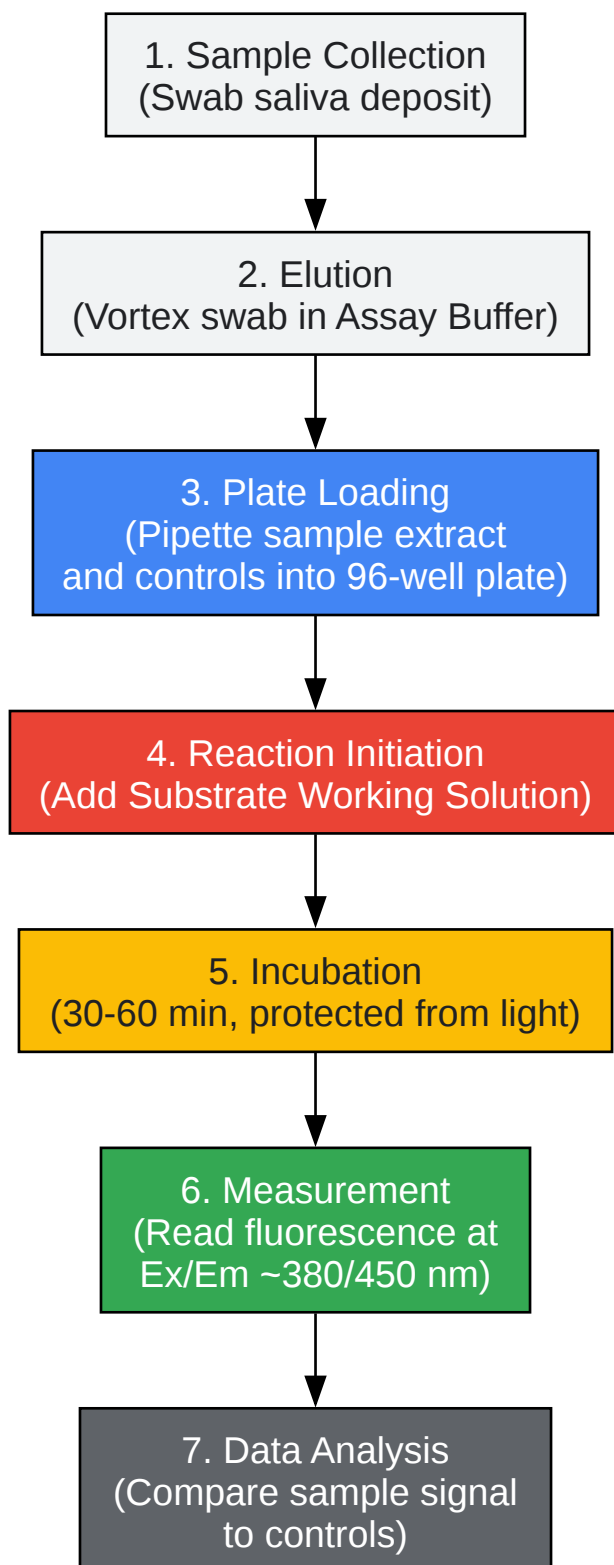 1. Sample Collection
(Swab saliva deposit)
2. Elution
(Vortex swab in Assay Buffer)
3. Plate Loading
(Pipette sample extract
and controls into 96-well plate)
4. Reaction Initiation
(Add Substrate Working Solution)
5. Incubation
(30-60 min, protected from light)
6. Measurement
(Read fluorescence at
Ex/Em ~380/450 nm)
7. Data Analysis
(Compare sample signal
to controls)